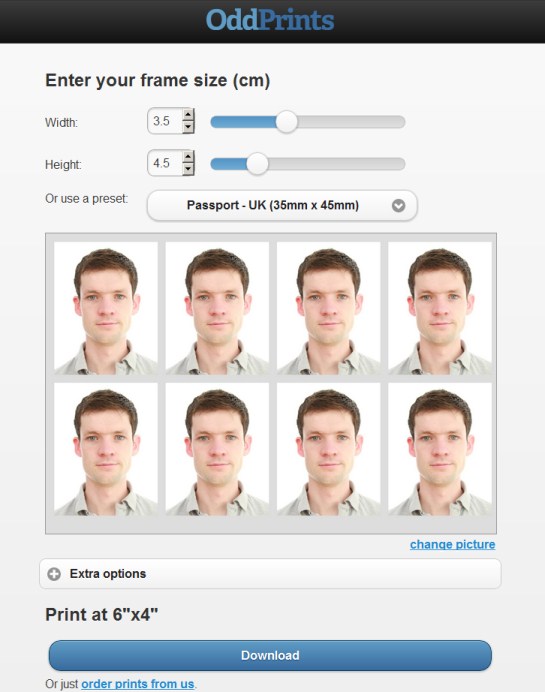 OddPrints
Enter your frame size (cm)
Width: 3.5
Height: 4.5
Or use a preset: Passport - UK (35mm x 45mm)
change picture
Extra options
Print at 6"x4"
Download
Or just order prints from us.